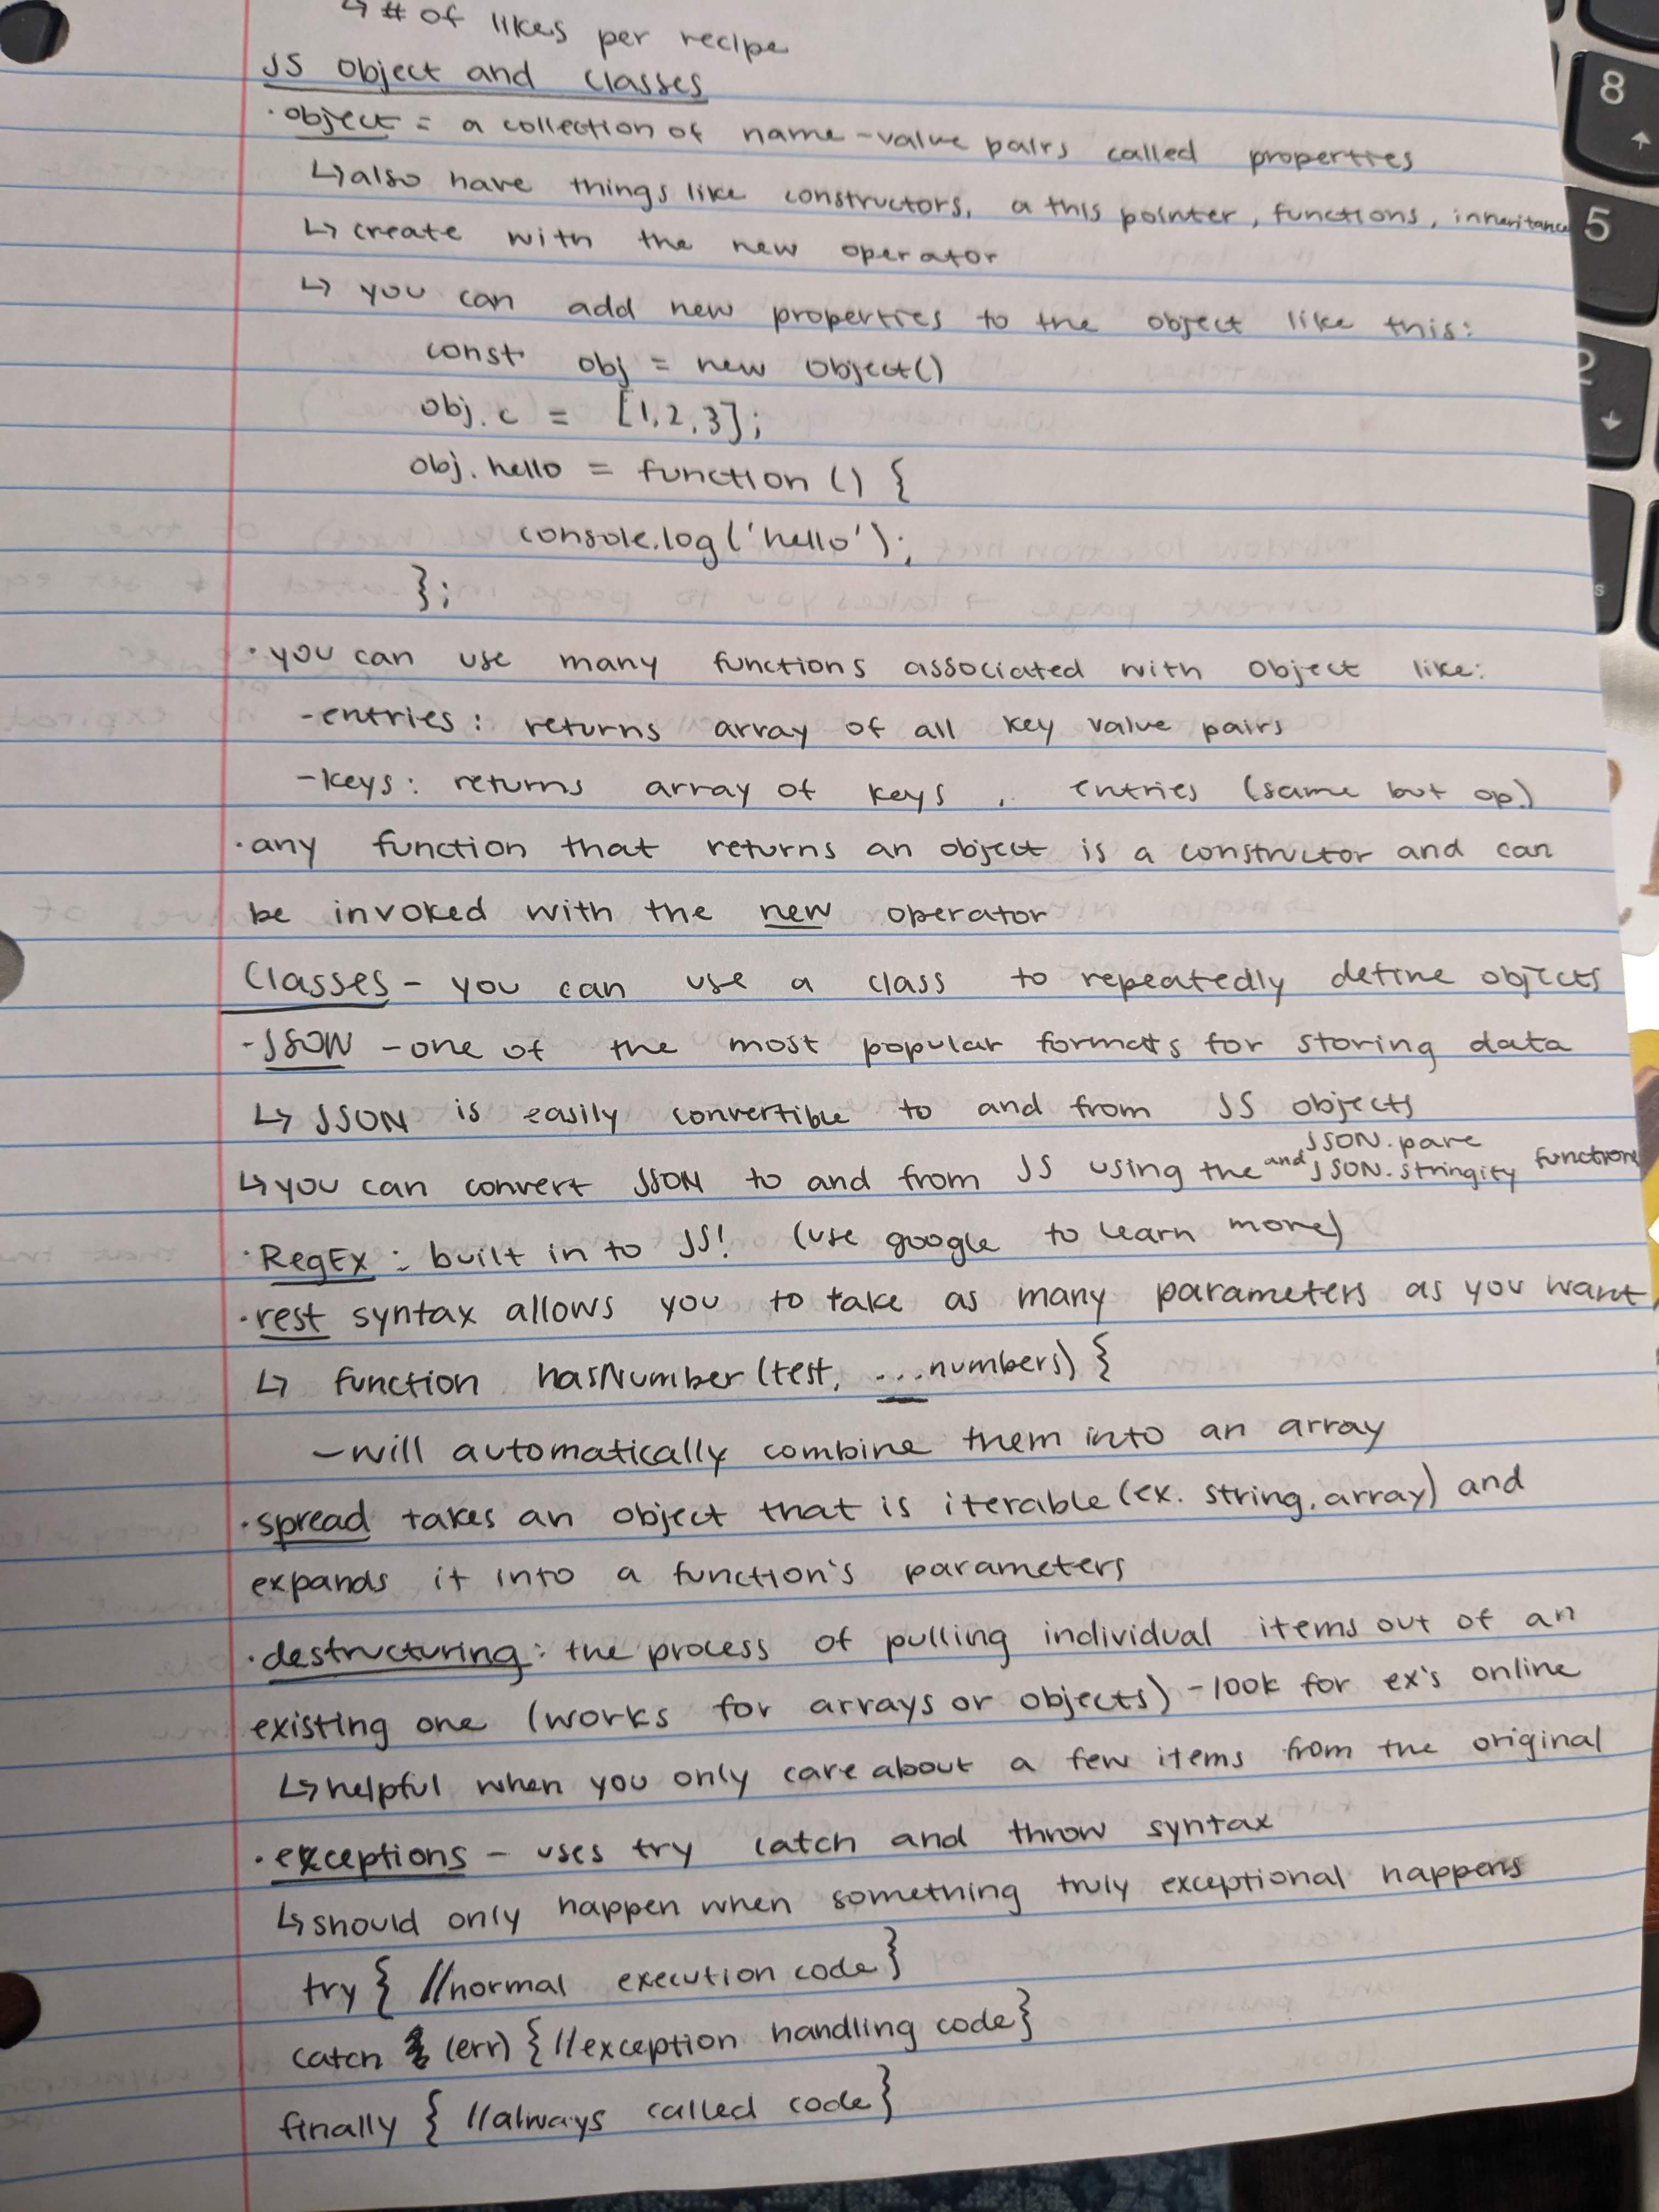 ↳ # of likes per recipe
JS Object and Classes
· object = a collection of name-value pairs called properties
↳ also have things like constructors, a this pointer, functions, inheritance
↳ create with the new operator
↳ you can add new properties to the object like this:
const obj = new Object()
obj.c = [1,2,3];
obj.hello = function () {
console.log('hello');
};
· you can use many functions associated with Object like:
- entries: returns array of all key value pairs
- keys: returns array of keys , entries (same but op.)
· any function that returns an object is a constructor and can
be invoked with the new operator
Classes - you can use a class to repeatedly define objects
- JSON - one of the most popular formats for storing data
↳ JSON is easily convertible to and from JS objects
JSON.pare
↳ you can convert JSON to and from JS using the and JSON.stringify functions
· RegEx: built in to JS! (use google to learn more)
· rest syntax allows you to take as many parameters as you want
↳ function hasNumber(test, ...numbers) {
- will automatically combine them into an array
· spread takes an object that is iterable (ex. string, array) and
expands it into a function's parameters
· destructuring: the process of pulling individual items out of an
existing one (works for arrays or objects) - look for ex's online
↳ helpful when you only care about a few items from the original
· exceptions - uses try catch and throw syntax
↳ should only happen when something truly exceptional happens
try { //normal execution code}
catch (err) { //exception handling code}
finally { //always called code}
8
5
2